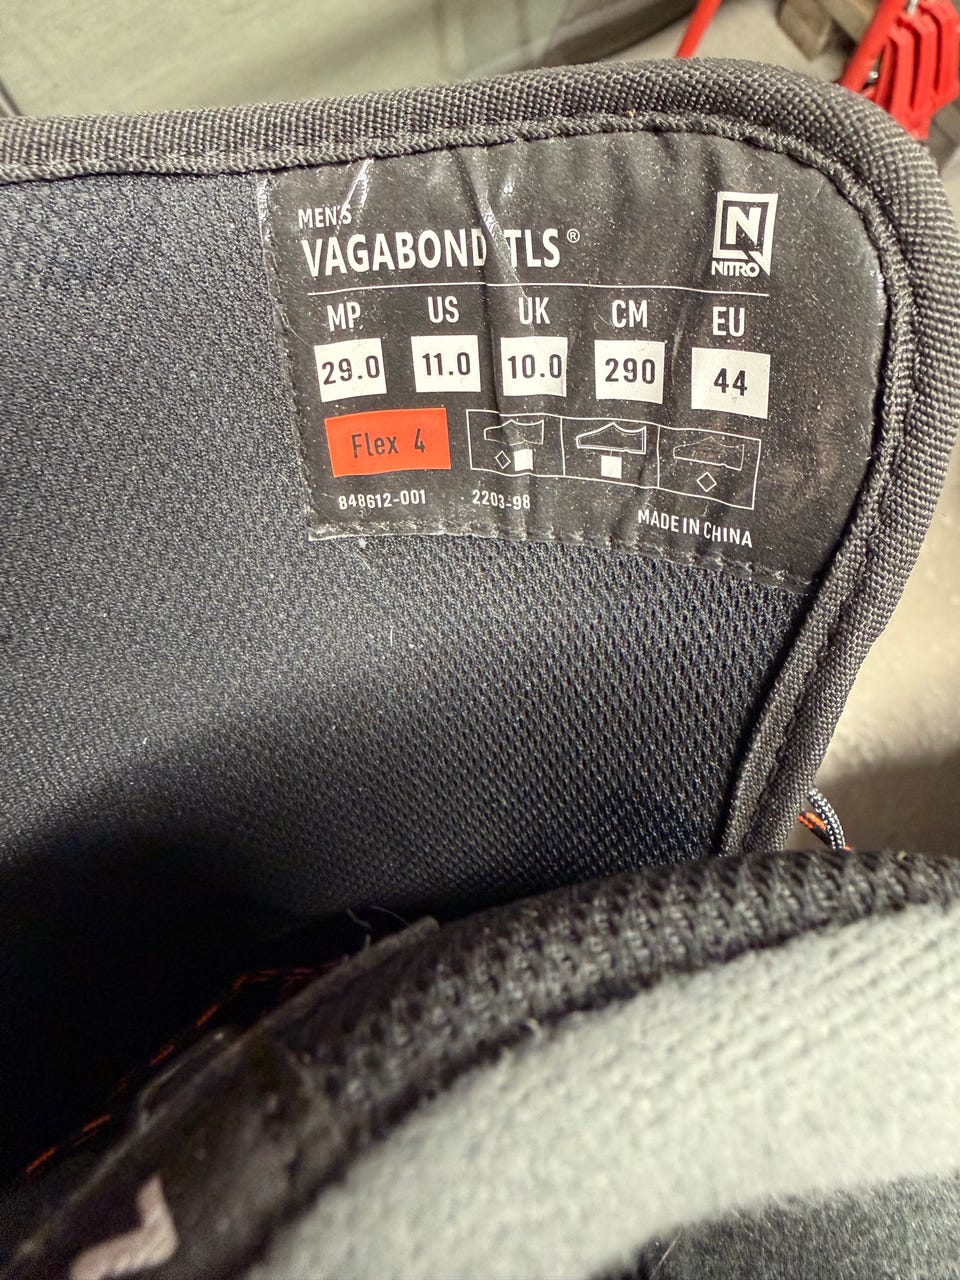 MEN'S
VAGABOND TLS®
N
NITRO
MP US UK CM EU
29.0 11.0 10.0 290 44
Flex 4
848612-001 2203-98
MADE IN CHINA